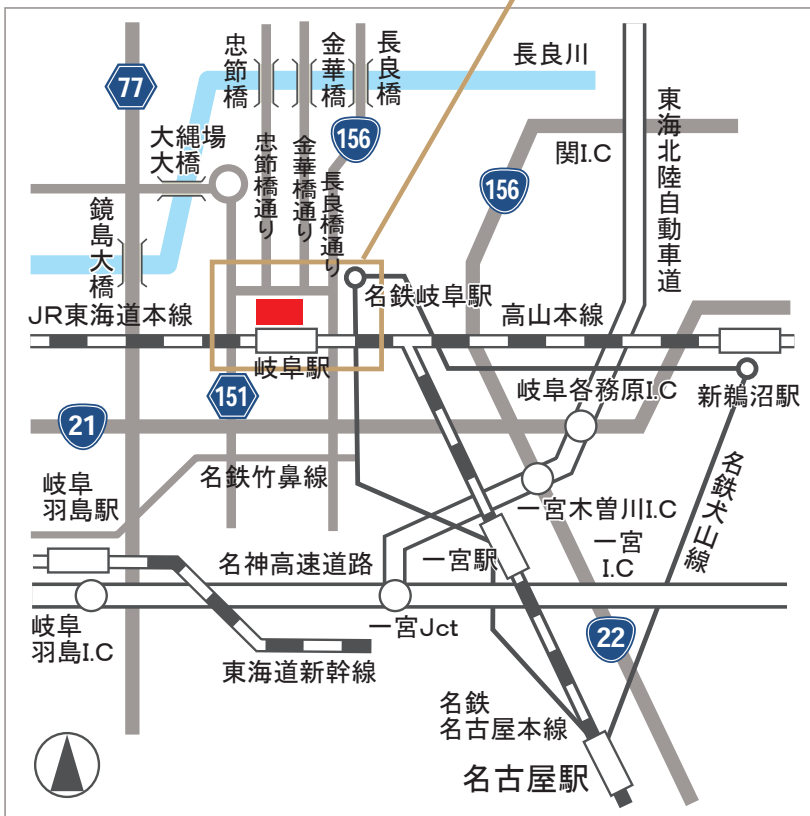 忠節橋
金華橋
長良橋
長良川
77
大縄場
大橋
156
東海北陸自動車道
関I.C
156
忠節橋通り
金華橋通り
長良橋通り
鏡島大橋
名鉄岐阜駅
JR東海道本線
高山本線
岐阜駅
151
岐阜各務原I.C
新鵜沼駅
21
名鉄竹鼻線
岐阜
羽島駅
一宮木曽川I.C
名鉄犬山線
名神高速道路
一宮駅
一宮
I.C
岐阜
羽島I.C
一宮Jct
22
東海道新幹線
名鉄
名古屋本線
名古屋駅